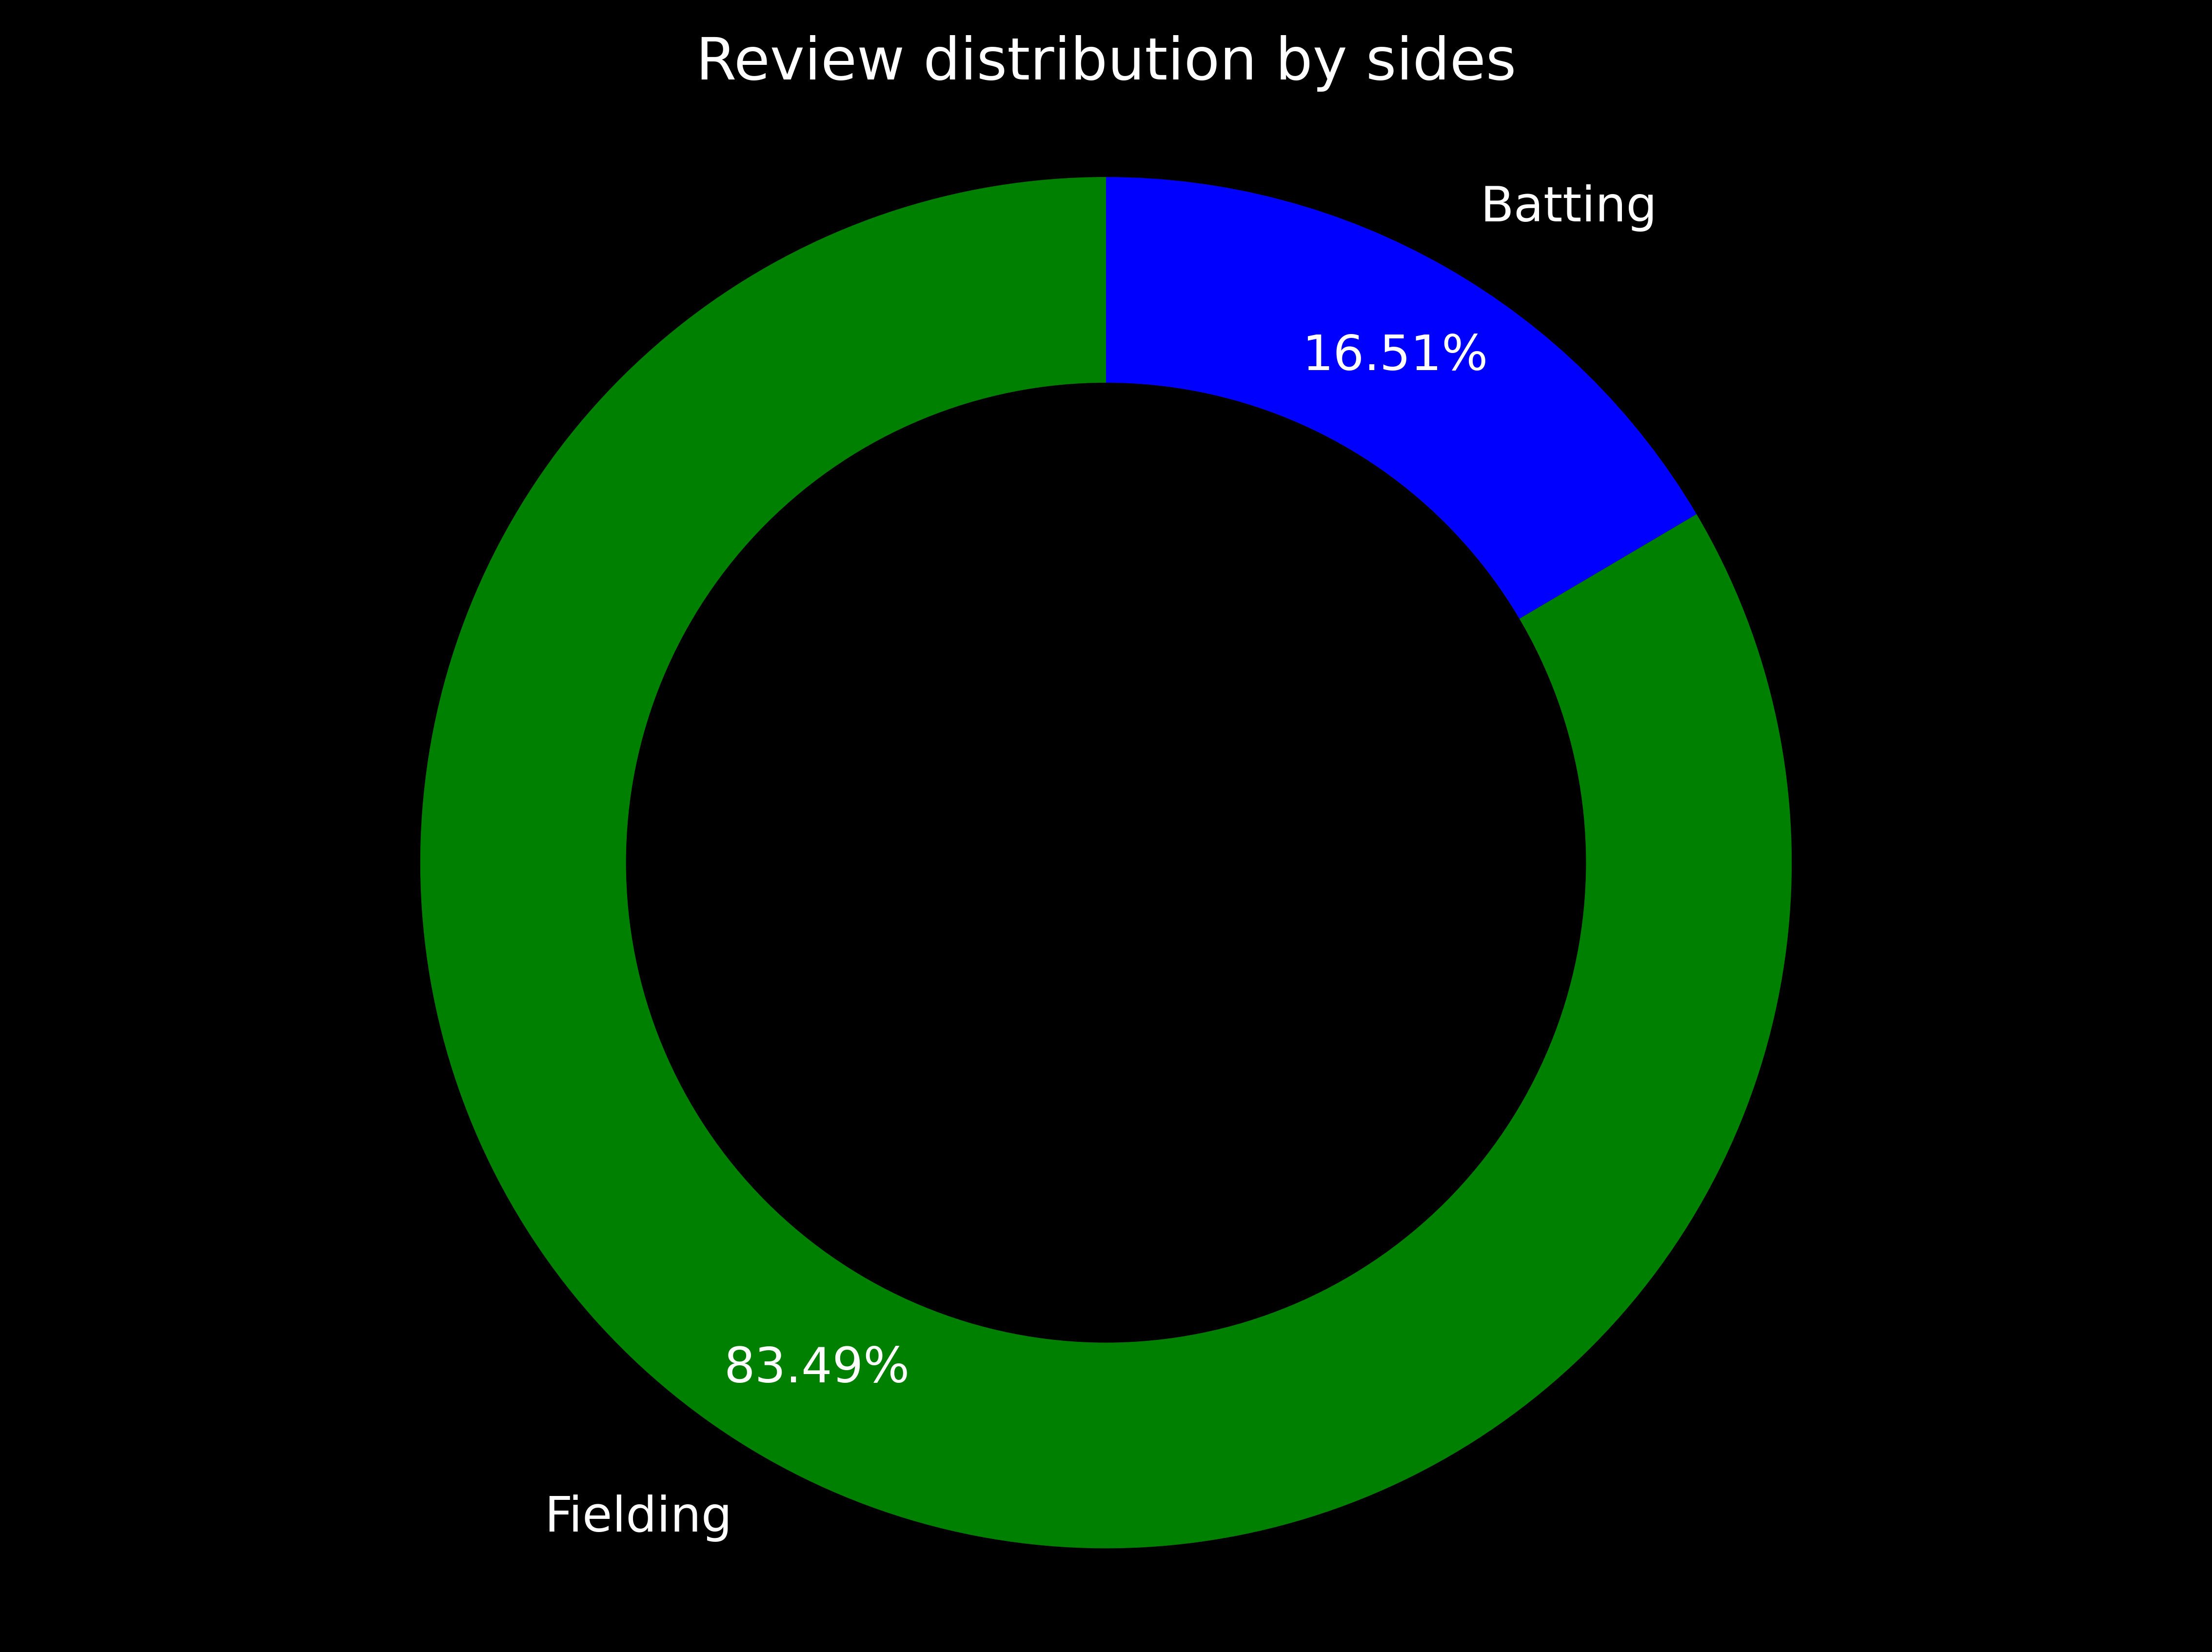 Review distribution by sides
Batting
16.51%
83.49%
Fielding